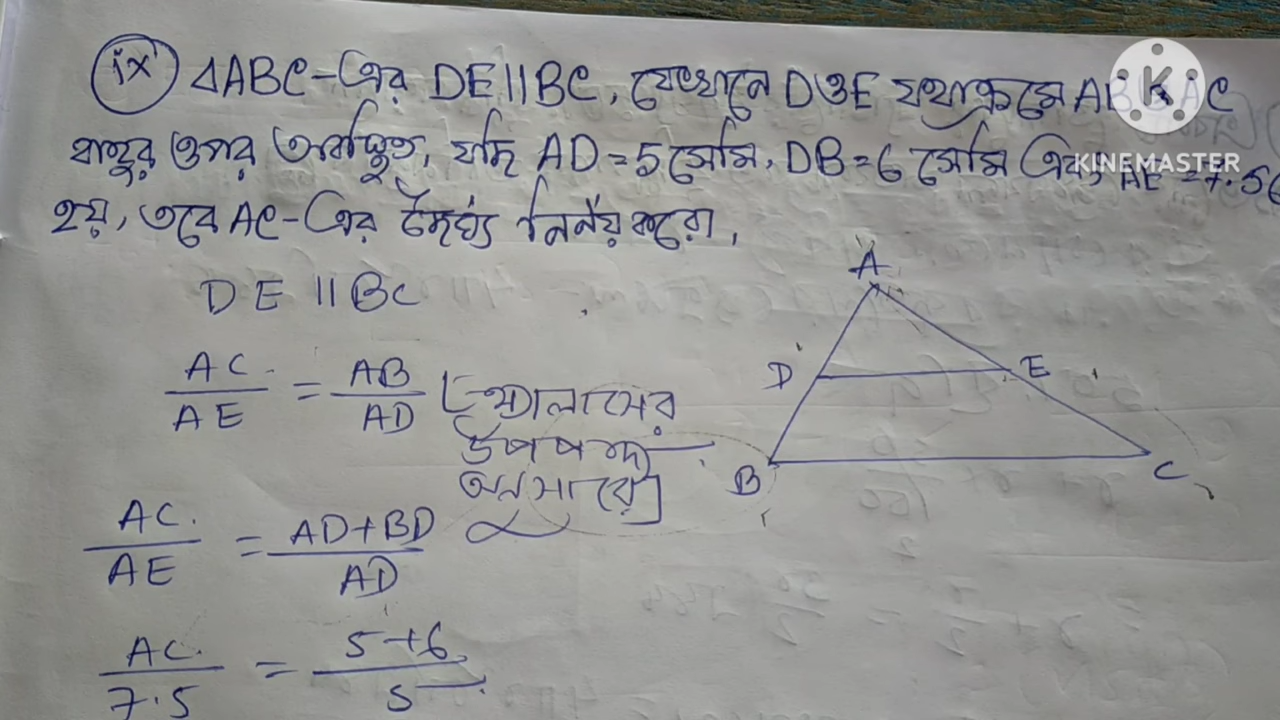 ix ΔABC-এর DE||BC, যেখানে D ও E যথাক্রমে AB ও AC
বাহুর ওপর অবস্থিত, যদি AD = 5 সেমি, DB = 6 সেমি এবং AE = 7.5
হয়, তবে AC-এর দৈর্ঘ্য নির্ণয় করো,
K
KINEMASTER
DE || BC
A
D
E
B
C
AC/AE = AB/AD [থ্যালাসের
উপপাদ্য
অনুসারে]
AC/AE = AD+BD/AD
AC/7.5 = 5+6/5